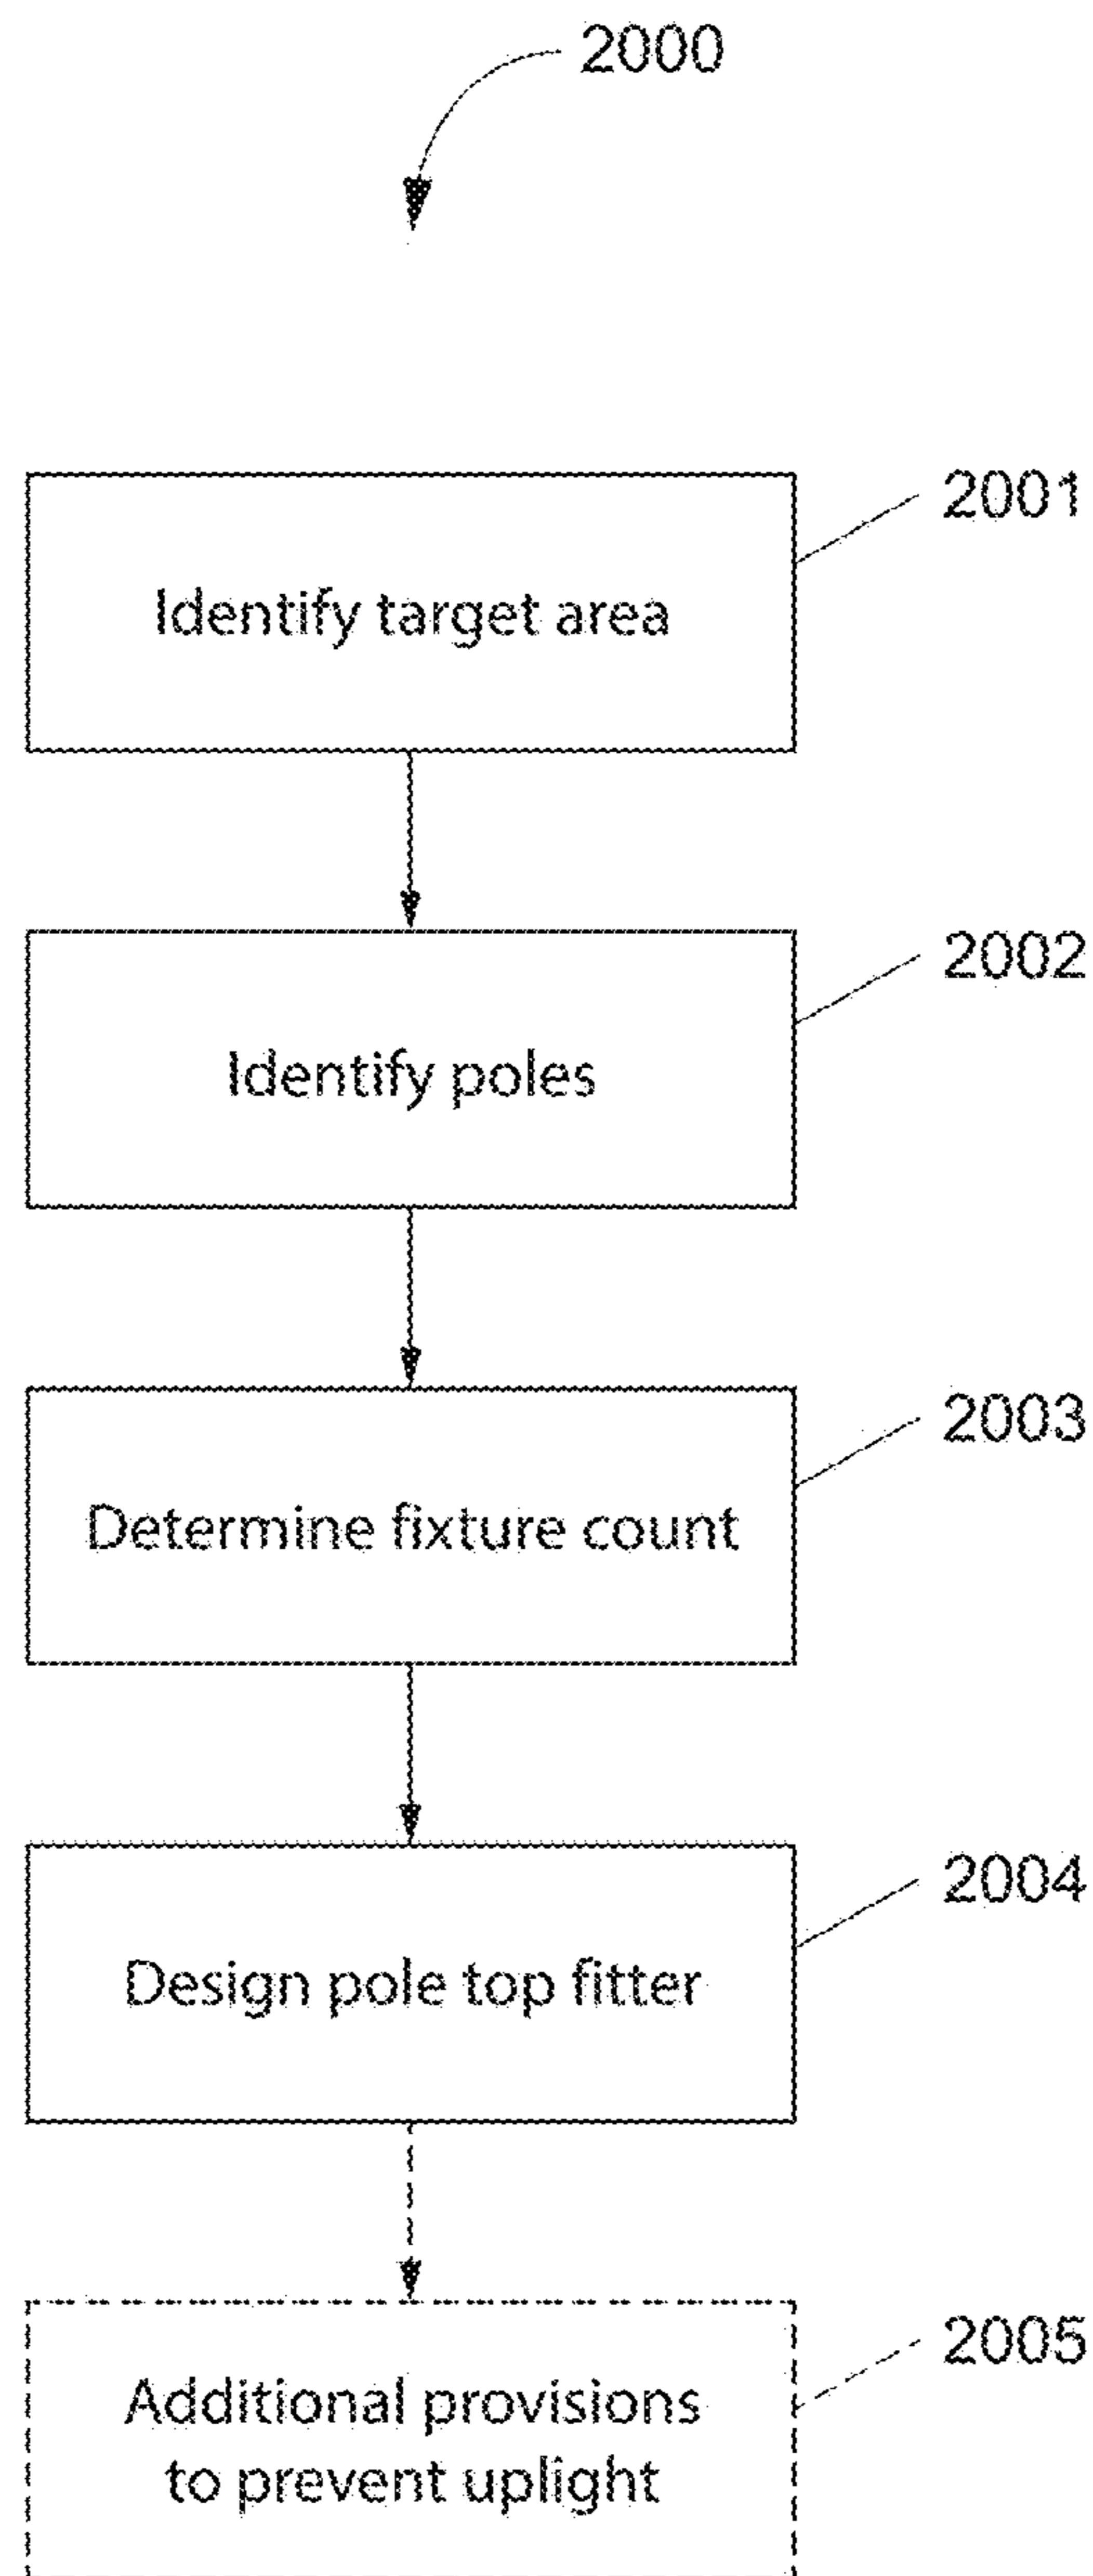 2000
2001
Identify target area
2002
Identify poles
2003
Determine fixture count
2004
Design pole top fitter
2005
Additional provisions
to prevent uplight